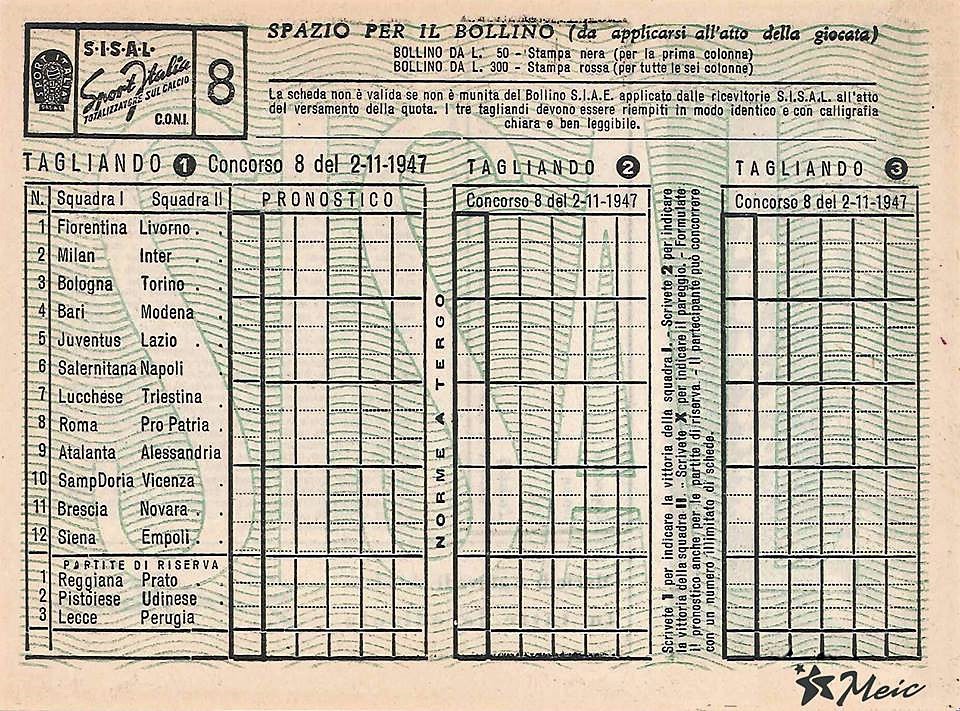 SPAZIO PER IL BOLLINO (da applicarsi all'atto della giocata)
BOLLINO DA L. 50 - Stampa nera (per la prima colonna)
BOLLINO DA L. 300 - Stampa rossa (per tutte le sei colonne)
SPORT ITALIA
SISAL
S·I·S·A·L·
Sport Italia
TOTALIZZATORE SUL CALCIO
C.O.N.I.
8
La scheda non è valida se non è munita del Bollino S.I.A.E. applicato dalle ricevitorie S.I.S.A.L. all'atto
del versamento della quota. I tre tagliandi devono essere riempiti in modo identico e con calligrafia
chiara e ben leggibile.
TAGLIANDO 1 Concorso 8 del 2-11-1947
N. Squadra I Squadra II PRONOSTICO
1 Fiorentina Livorno .
2 Milan Inter .
3 Bologna Torino .
4 Bari Modena .
5 Juventus Lazio .
6 Salernitana Napoli
7 Lucchese Triestina
8 Roma Pro Patria .
9 Atalanta Alessandria
10 SampDoria Vicenza .
11 Brescia Novara .
12 Siena Empoli .
PARTITE DI RISERVA
1 Reggiana Prato .
2 Pistoiese Udinese .
3 Lecce Perugia
NORME A TERGO
TAGLIANDO 2
Concorso 8 del 2-11-1947
Scrivete 1 per indicare la vittoria della squadra I. - Scrivete 2 per indicare
la vittoria della squadra II. - Scrivete X per indicare il pareggio. - Formulate
il pronostico anche per le partite di riserva. - Il partecipante può concorrere
con un numero illimitato di schede.
TAGLIANDO 3
Concorso 8 del 2-11-1947
Meic